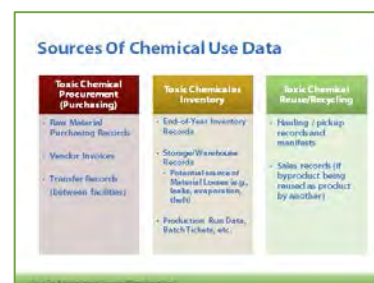 Sources Of Chemical Use Data
Toxic Chemical
Procurement
(Purchasing)
- Raw Material
Purchasing Records
- Vendor Invoices
- Transfer Records
(between facilities)
Toxic Chemicals
Inventory
- End-of-Year Inventory
Records
- Storage/Warehouse
Records
- Potential source of
Material Losses (e.g.,
leaks, evaporation,
theft)
- Production Run Data,
Batch Tickets, etc.
Toxic Chemical
Reuse/Recycling
- Hauling / pickup
records and
manifests
- Sales records (if
byproduct being
reused as product
by another)